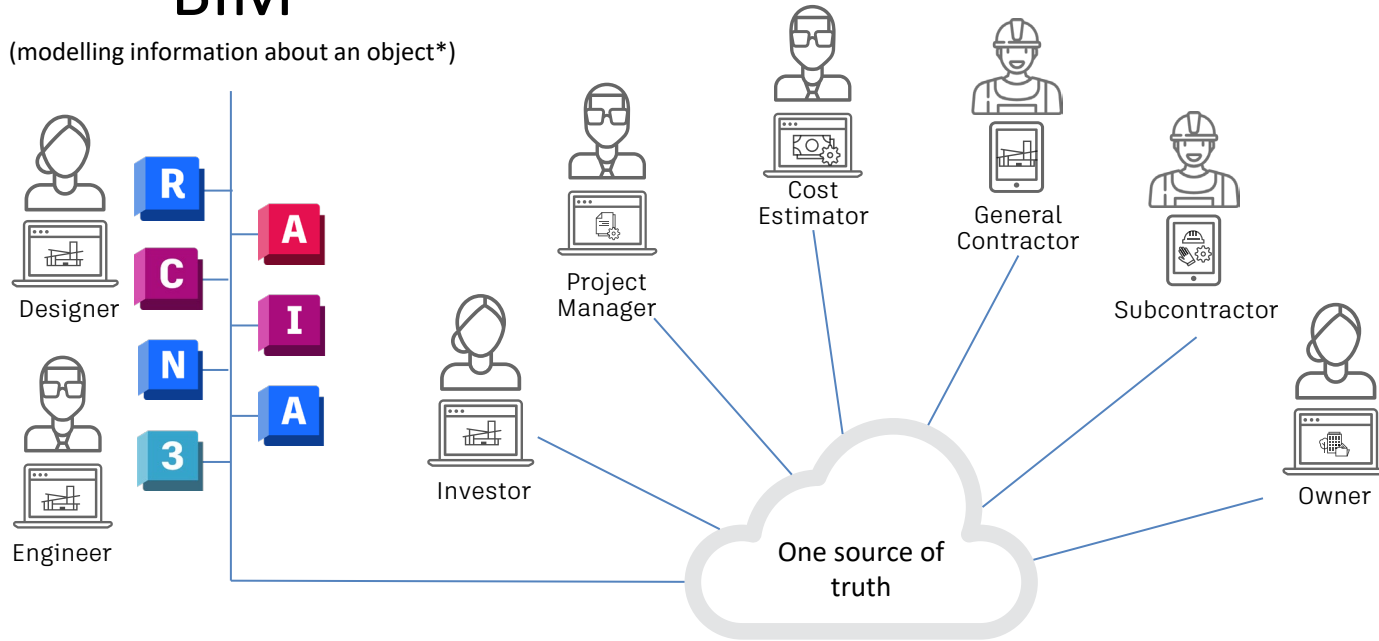 (modelling information about an object*)
Designer
Engineer
R
A
C
I
N
A
3
Investor
Project
Manager
Cost
Estimator
General
Contractor
Subcontractor
Owner
One source of
truth